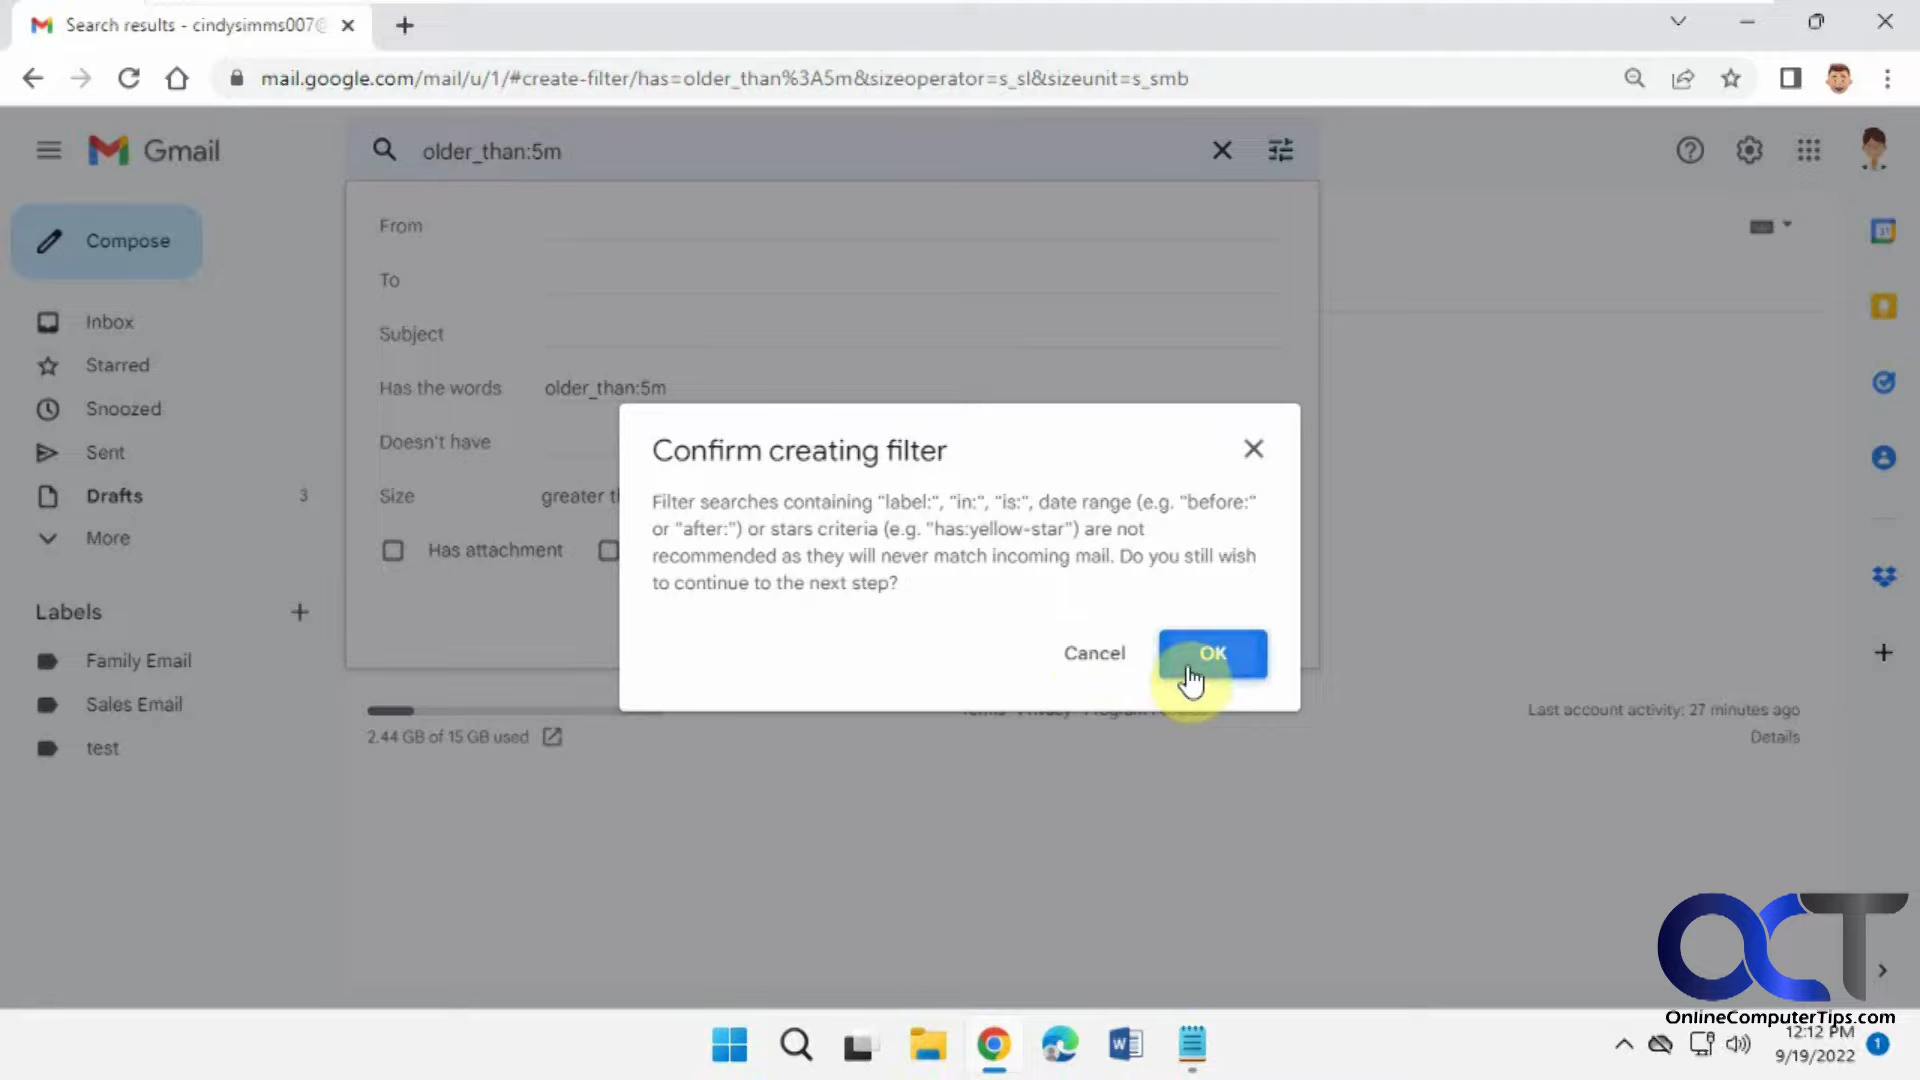 Search results - cindysimms007@
mail.google.com/mail/u/1/#create-filter/has=older_than%3A5m&sizeoperator=s_sl&sizeunit=s_smb
Gmail
older_than:5m
Compose
From
To
Subject
Has the words older_than:5m
Doesn't have
Size greater th
Has attachment
Inbox
Starred
Snoozed
Sent
Drafts 3
More
Labels
Family Email
Sales Email
test
Confirm creating filter
Filter searches containing "label:", "in:", "is:", date range (e.g. "before:"
or "after:") or stars criteria (e.g. "has:yellow-star") are not
recommended as they will never match incoming mail. Do you still wish
to continue to the next step?
Cancel OK
2.44 GB of 15 GB used
Last account activity: 27 minutes ago
Details
31
OCT
OnlineComputerTips.com
W
12:12 PM
9/19/2022
1